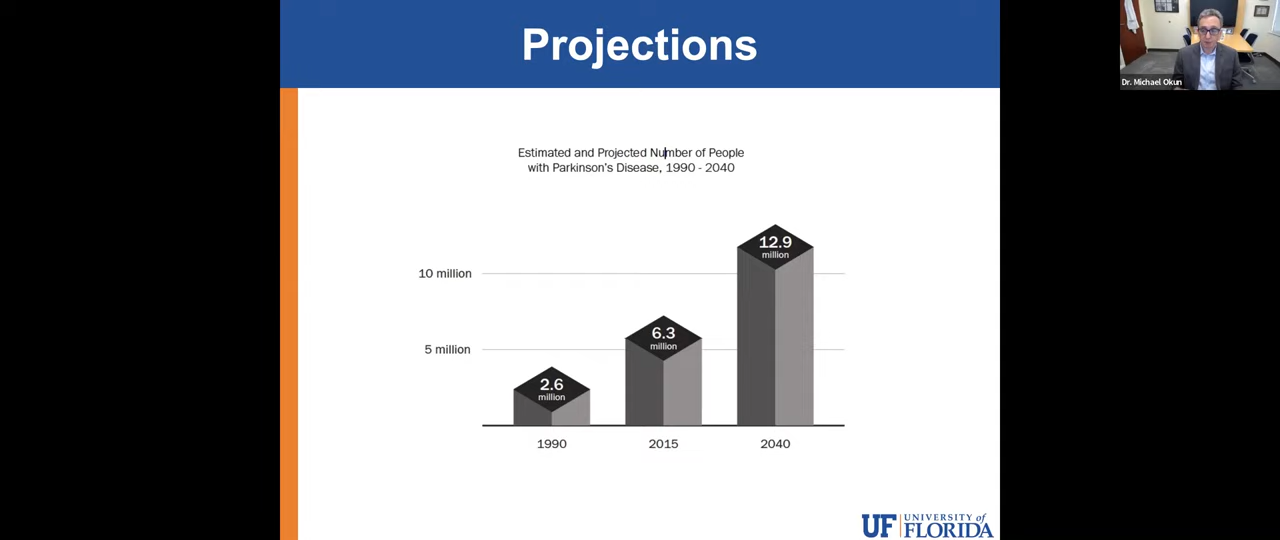 Projections
Dr. Michael Okun
Estimated and Projected Number of People
with Parkinson's Disease, 1990 - 2040
12.9
million
10 million
6.3
million
5 million
2.6
million
1990
2015
2040
UF UNIVERSITY of
FLORIDA